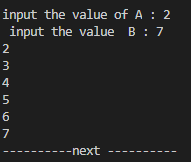 input the value of A : 2
 input the value  B : 7
2
3
4
5
6
7
----------next ----------